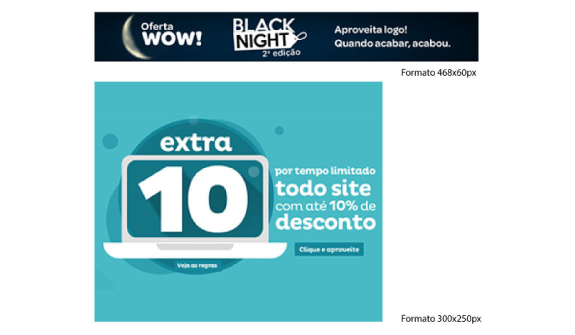 Oferta
WOW!
BLACK
NIGHT
2ª edição
Aproveita logo!
Quando acabar, acabou.
Formato 468x60px
extra
10
por tempo limitado
todo site
com até 10% de
desconto
Clique e aproveite
Veja as regras
Formato 300x250px